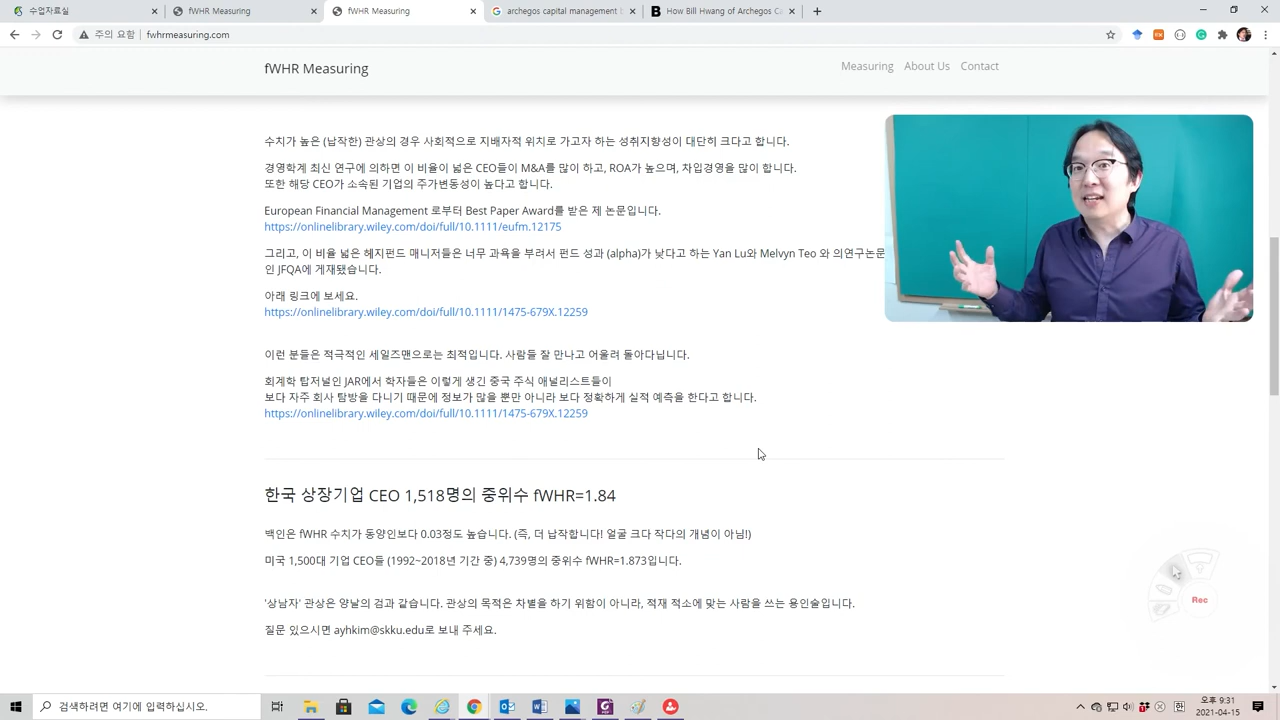 수업자료실
fWHR Measuring
fWHR Measuring
archegos capital management
How Bill Hwang of Archegos Ca
주의 요함
fwhrmeasuring.com
fWHR Measuring
Measuring
About Us
Contact
수치가 높은 (납작한) 관상의 경우 사회적으로 지배자적 위치로 가고자 하는 성취지향성이 대단히 크다고 합니다.
경영학계 최신 연구에 의하면 이 비율이 넓은 CEO들이 M&A를 많이 하고, ROA가 높으며, 차입경영을 많이 합니다.
또한 해당 CEO가 소속된 기업의 주가변동성이 높다고 합니다.
European Financial Management 로부터 Best Paper Award를 받은 제 논문입니다.
https://onlinelibrary.wiley.com/doi/full/10.1111/eufm.12175
그리고, 이 비율 넓은 헤지펀드 매니저들은 너무 과욕을 부려서 펀드 성과 (alpha)가 낮다고 하는 Yan Lu와 Melvyn Teo 와 의연구논문
인 JFQA에 게재됐습니다.
아래 링크에 보세요.
https://onlinelibrary.wiley.com/doi/full/10.1111/1475-679X.12259
이런 분들은 적극적인 세일즈맨으로는 최적입니다. 사람들 잘 만나고 어울려 돌아다닙니다.
회계학 탑저널인 JAR에서 학자들은 이렇게 생긴 중국 주식 애널리스트들이
보다 자주 회사 탐방을 다니기 때문에 정보가 많을 뿐만 아니라 보다 정확하게 실적 예측을 한다고 합니다.
https://onlinelibrary.wiley.com/doi/full/10.1111/1475-679X.12259
한국 상장기업 CEO 1,518명의 중위수 fWHR=1.84
백인은 fWHR 수치가 동양인보다 0.03정도 높습니다. (즉, 더 납작합니다! 얼굴 크다 작다의 개념이 아님!)
미국 1,500대 기업 CEO들 (1992~2018년 기간 중) 4,739명의 중위수 fWHR=1.873입니다.
'상남자' 관상은 양날의 검과 같습니다. 관상의 목적은 차별을 하기 위함이 아니라, 적재 적소에 맞는 사람을 쓰는 용인술입니다.
질문 있으시면 ayhkim@skku.edu로 보내 주세요.
Rec
검색하려면 여기에 입력하십시오.
오후 9:31
2021-04-15